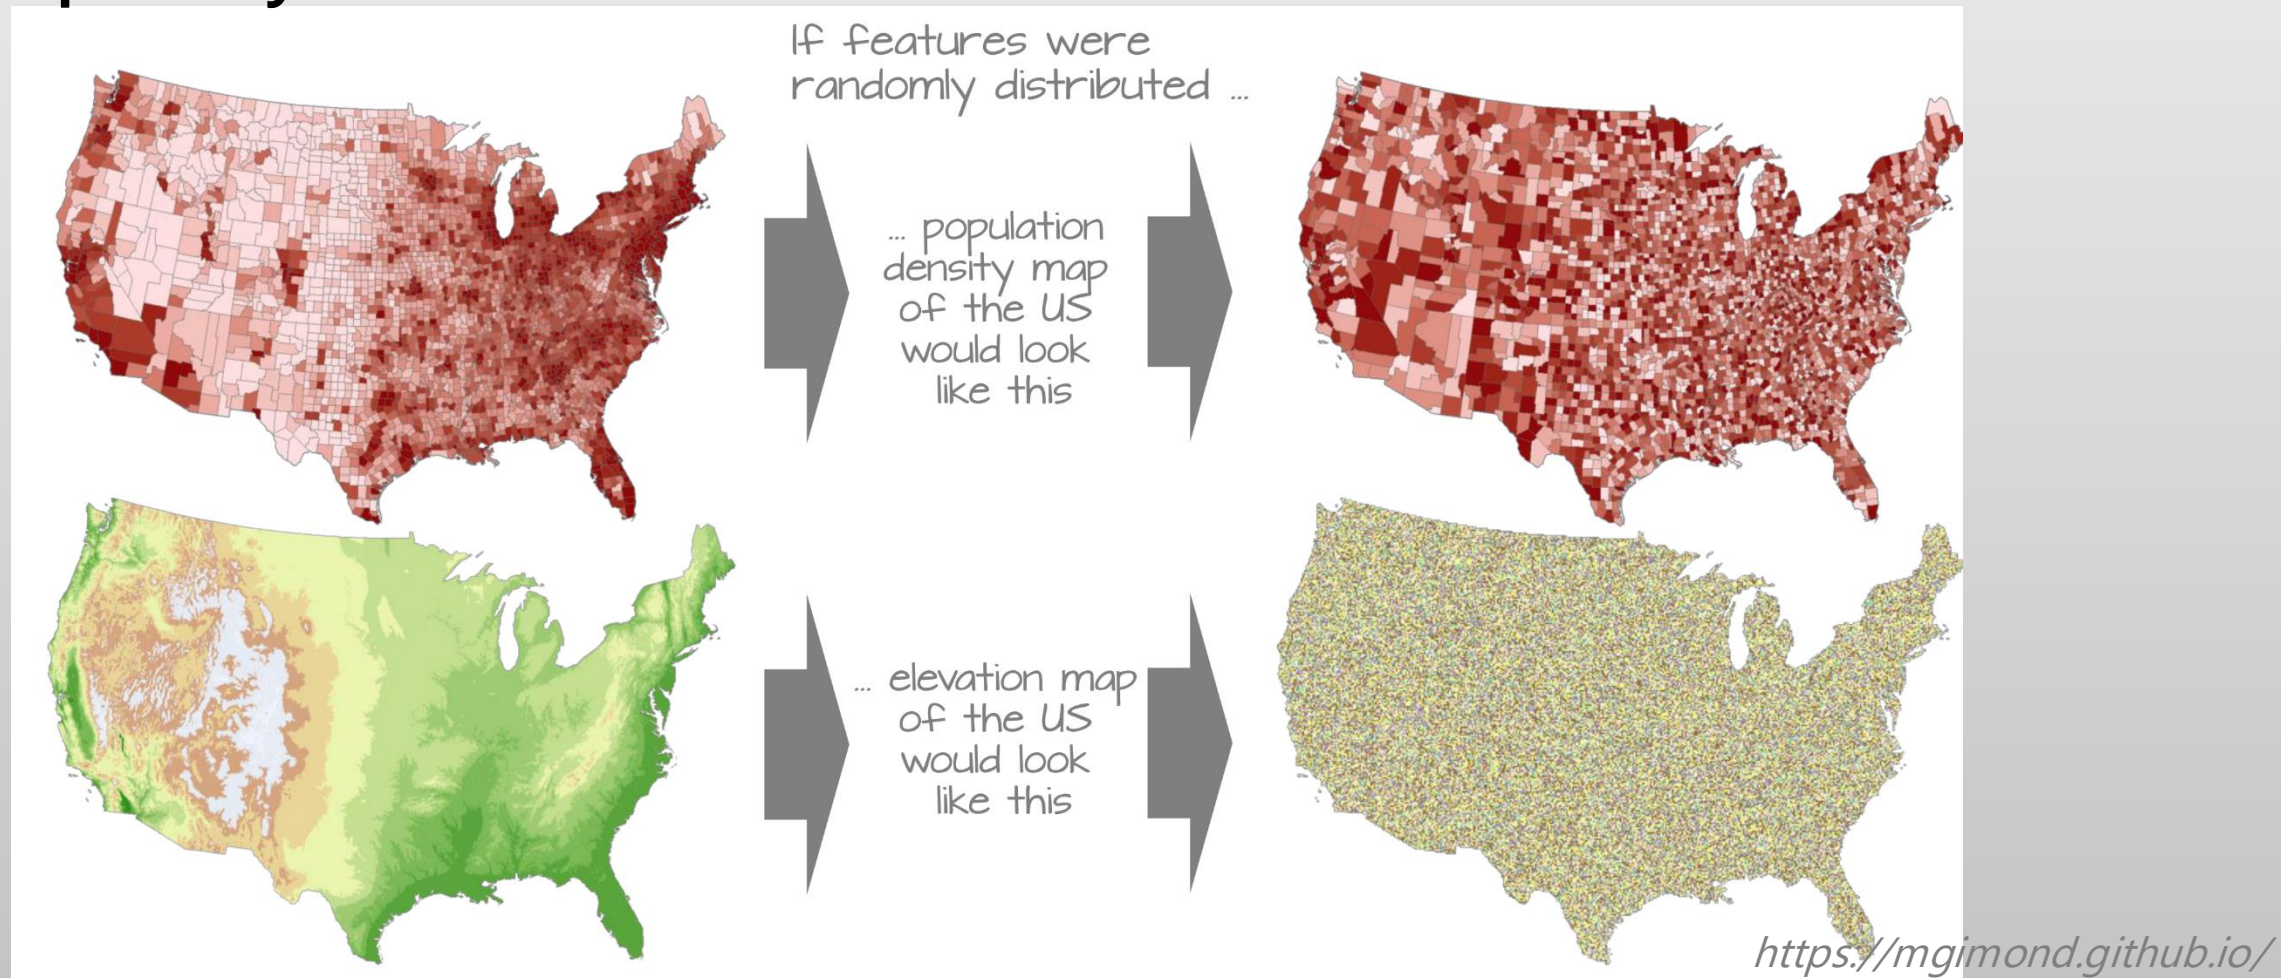 If features were
randomly distributed ...
... population
density map
of the US
would look
like this
... elevation map
of the US
would look
like this
https://mgimond.github.io/